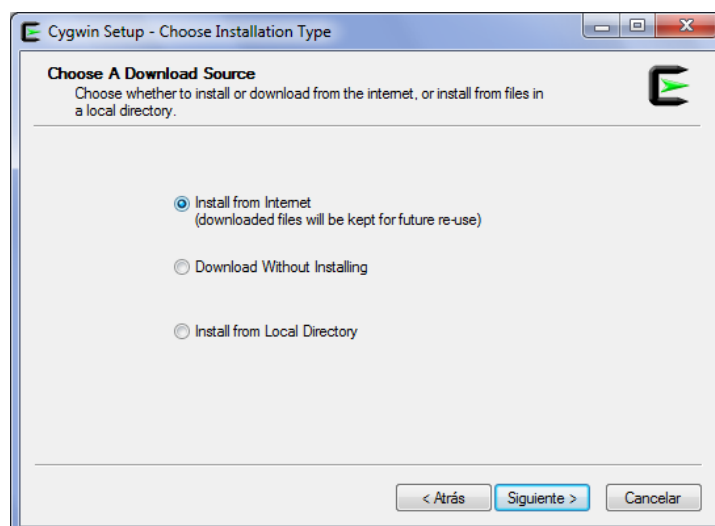 Cygwin Setup - Choose Installation Type
Choose A Download Source
Choose whether to install or download from the internet, or install from files in
a local directory.
Install from Internet
(downloaded files will be kept for future re-use)
Download Without Installing
Install from Local Directory
< Atrás Siguiente > Cancelar